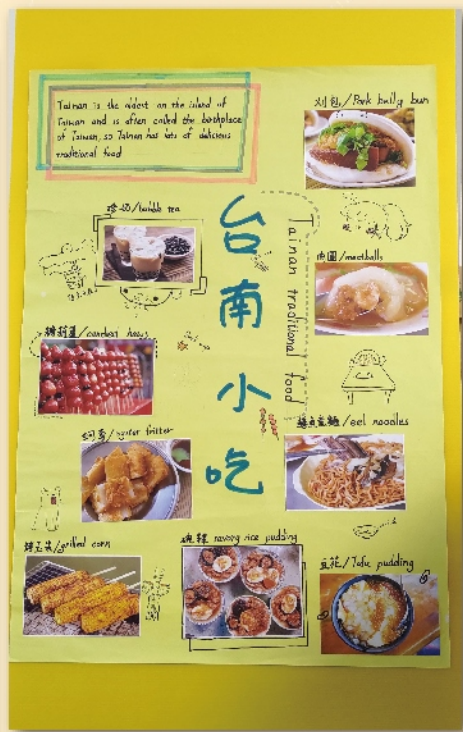 Tainan is the oldest on the island of
Taiwan and is often called the birthplace
of Taiwan, so Tainan has lots of delicious
traditional food
刈包/Pork belly bun
珍奶/bubble tea
台南小吃
Tainan traditional food
肉圓/meatballs
糖葫蘆/candied haws
鱔魚意麵/eel noodles
蚵嗲/oyster fritter
烤玉米/grilled corn
碗粿 savory rice pudding
豆花/Tofu pudding